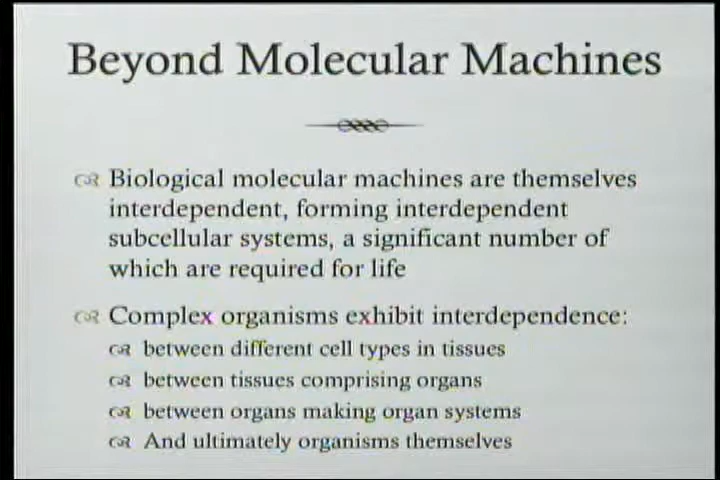 Beyond Molecular Machines
Biological molecular machines are themselves
interdependent, forming interdependent
subcellular systems, a significant number of
which are required for life
Complex organisms exhibit interdependence:
between different cell types in tissues
between tissues comprising organs
between organs making organ systems
And ultimately organisms themselves